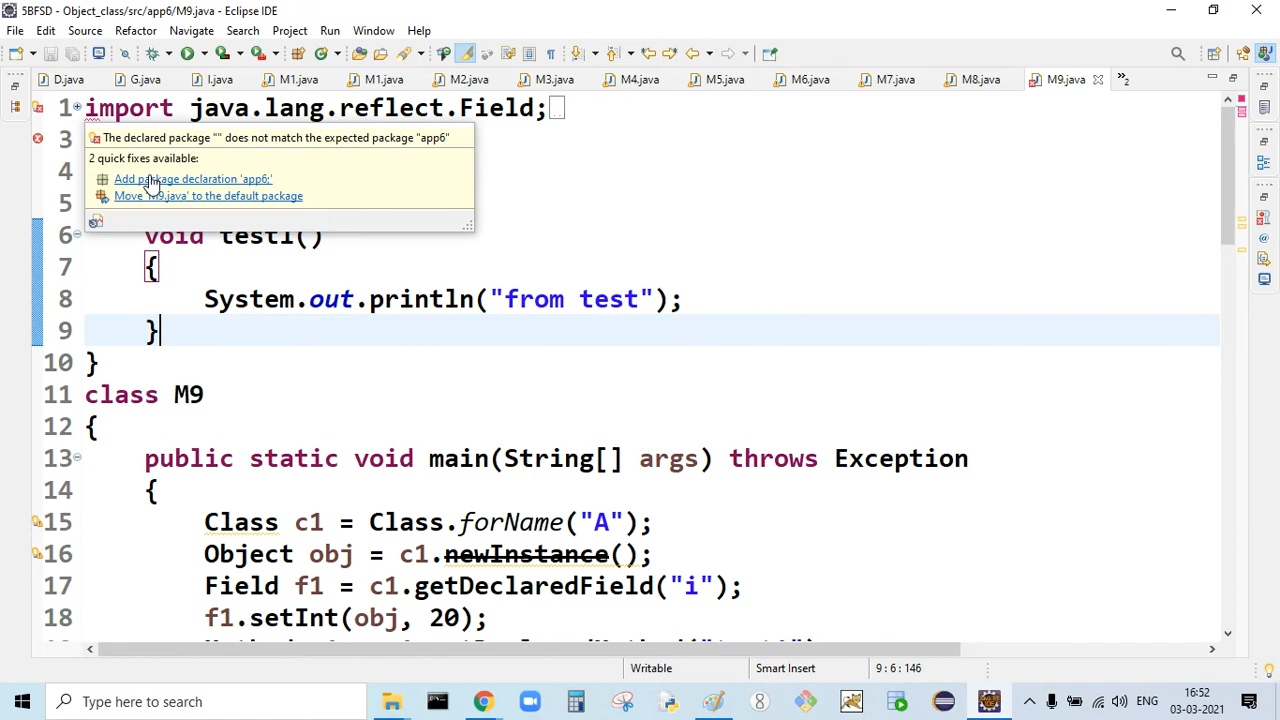 5BFSD - Object_class/src/app6/M9.java - Eclipse IDE
File Edit Source Refactor Navigate Search Project Run Window Help
D.java G.java I.java M1.java M1.java M2.java M3.java M4.java M5.java M6.java M7.java M8.java M9.java 2
1 import java.lang.reflect.Field;
3
The declared package "" does not match the expected package "app6"
2 quick fixes available:
4
Add package declaration 'app6;'
5
Move 'M9.java' to the default package
6 void test1()
7 {
8 System.out.println("from test");
9 }
10 }
11 class M9
12 {
13 public static void main(String[] args) throws Exception
14 {
15 Class c1 = Class.forName("A");
16 Object obj = c1.newInstance();
17 Field f1 = c1.getDeclaredField("i");
18 f1.setInt(obj, 20);
Writable Smart Insert 9 : 6 : 146
Type here to search
ENG
6:52
03-03-2021